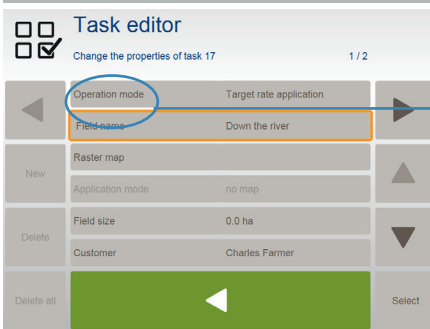 Task editor
Change the properties of task 17 1 / 2
Operation mode Target rate application
Field name Down the river
New
Raster map
Application mode no map
Delete
Field size 0.0 ha
Customer Charles Farmer
Delete all
Select